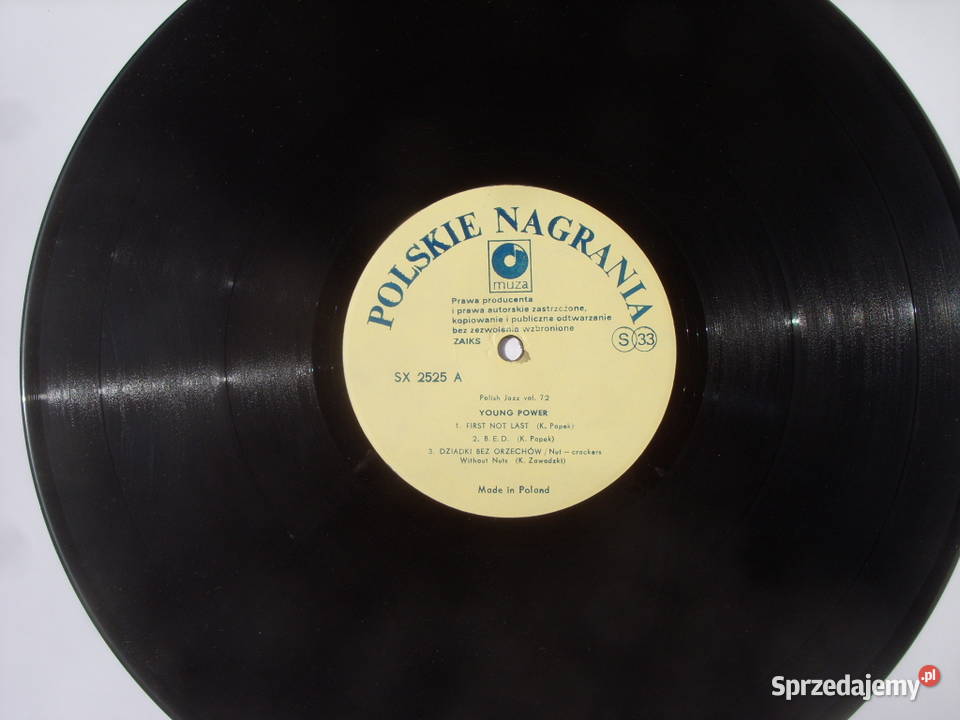 POLSKIE NAGRANIA
muza
Prawa producenta
i prawa autorskie zastrzeżone,
kopiowanie i publiczne odtwarzanie
bez zezwolenia wzbronione
ZAIKS
S 33
SX 2525 A
Polish Jazz vol. 72
YOUNG POWER
1. FIRST NOT LAST (K. Popek)
2. B.E.D. (K. Popek)
3. DZIADKI BEZ ORZECHÓW / Nut – crackers
Without Nuts (K. Zawadzki)
Made in Poland
Sprzedajemy.pl